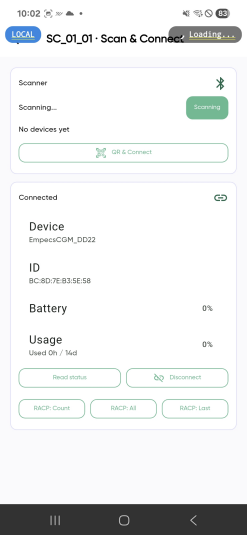 10:02
83
LOCAL
SC_01_01 · Scan & Connect
Loading...
Scanner
Scanning...
Scanning
No devices yet
QR & Connect
Connected
Device
EmpecsCGM_DD22
ID
BC:8D:7E:B3:5E:58
Battery
0%
Usage
0%
Used 0h / 14d
Read status
Disconnect
RACP: Count
RACP: All
RACP: Last